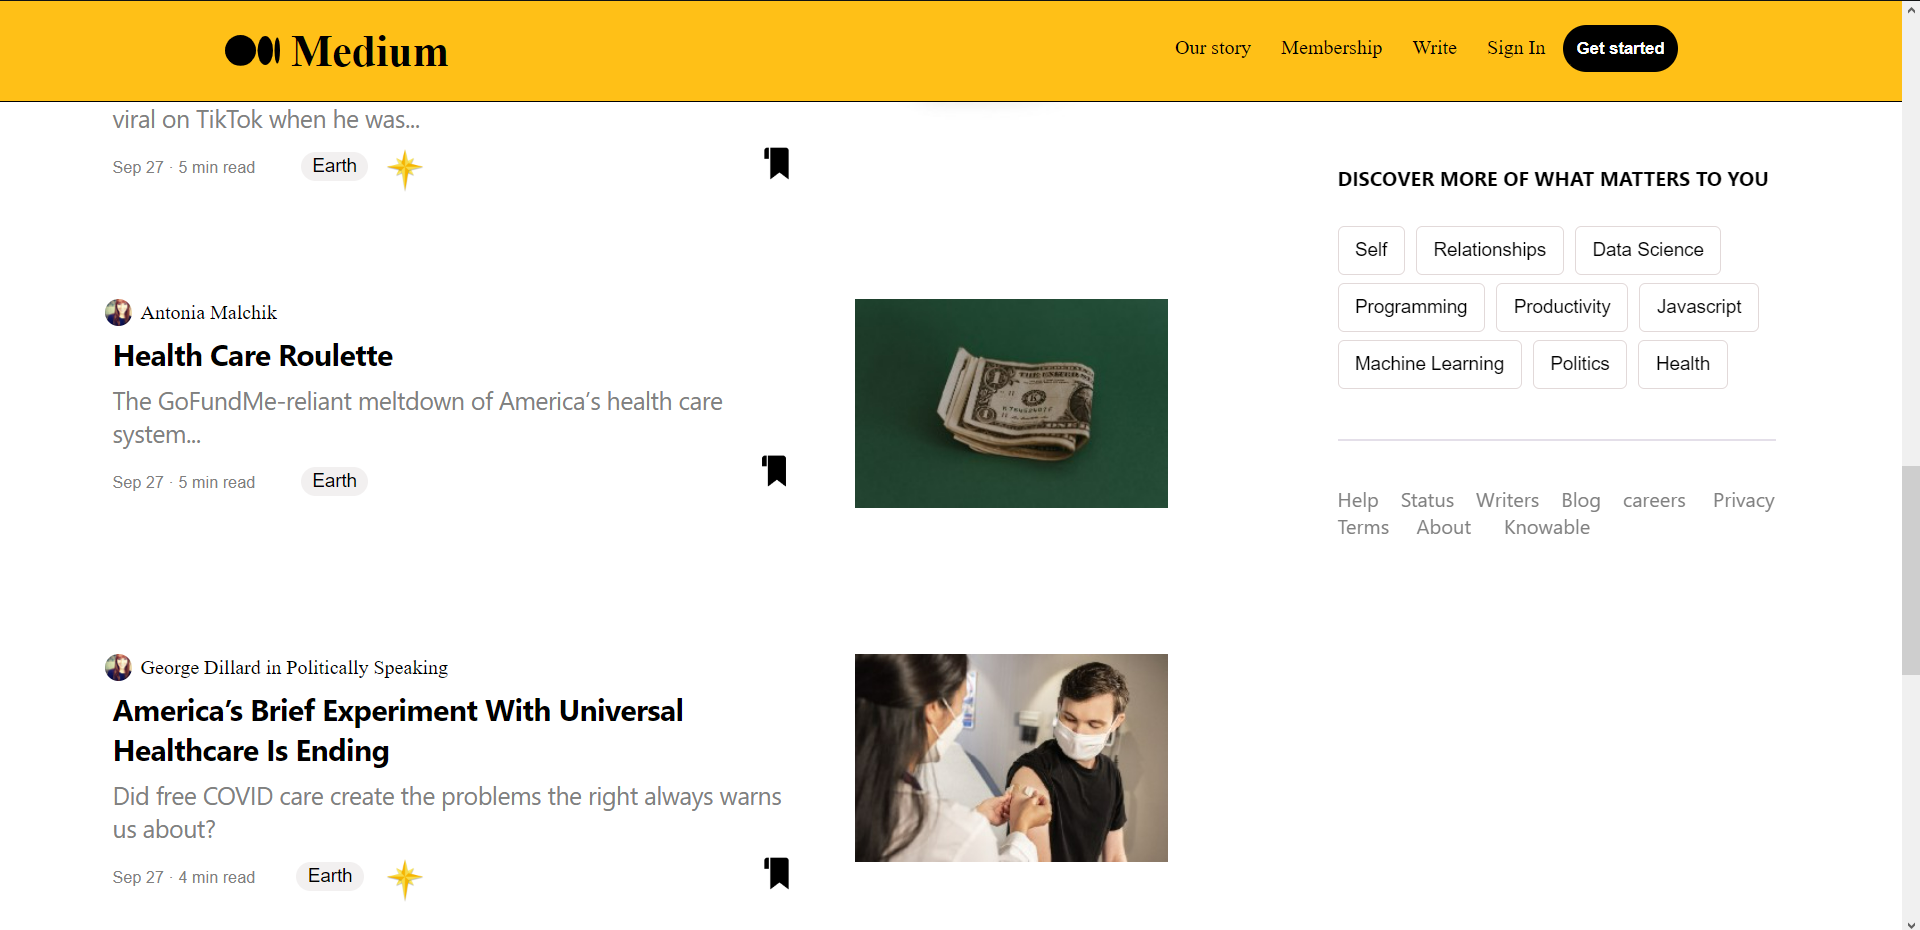 Medium
Our story Membership Write Sign In Get started
viral on TikTok when he was...
Sep 27 · 5 min read Earth
Antonia Malchik
Health Care Roulette
The GoFundMe-reliant meltdown of America’s health care
system...
Sep 27 · 5 min read Earth
George Dillard in Politically Speaking
America’s Brief Experiment With Universal
Healthcare Is Ending
Did free COVID care create the problems the right always warns
us about?
Sep 27 · 4 min read Earth
DISCOVER MORE OF WHAT MATTERS TO YOU
Self Relationships Data Science
Programming Productivity Javascript
Machine Learning Politics Health
Help Status Writers Blog careers Privacy
Terms About Knowable